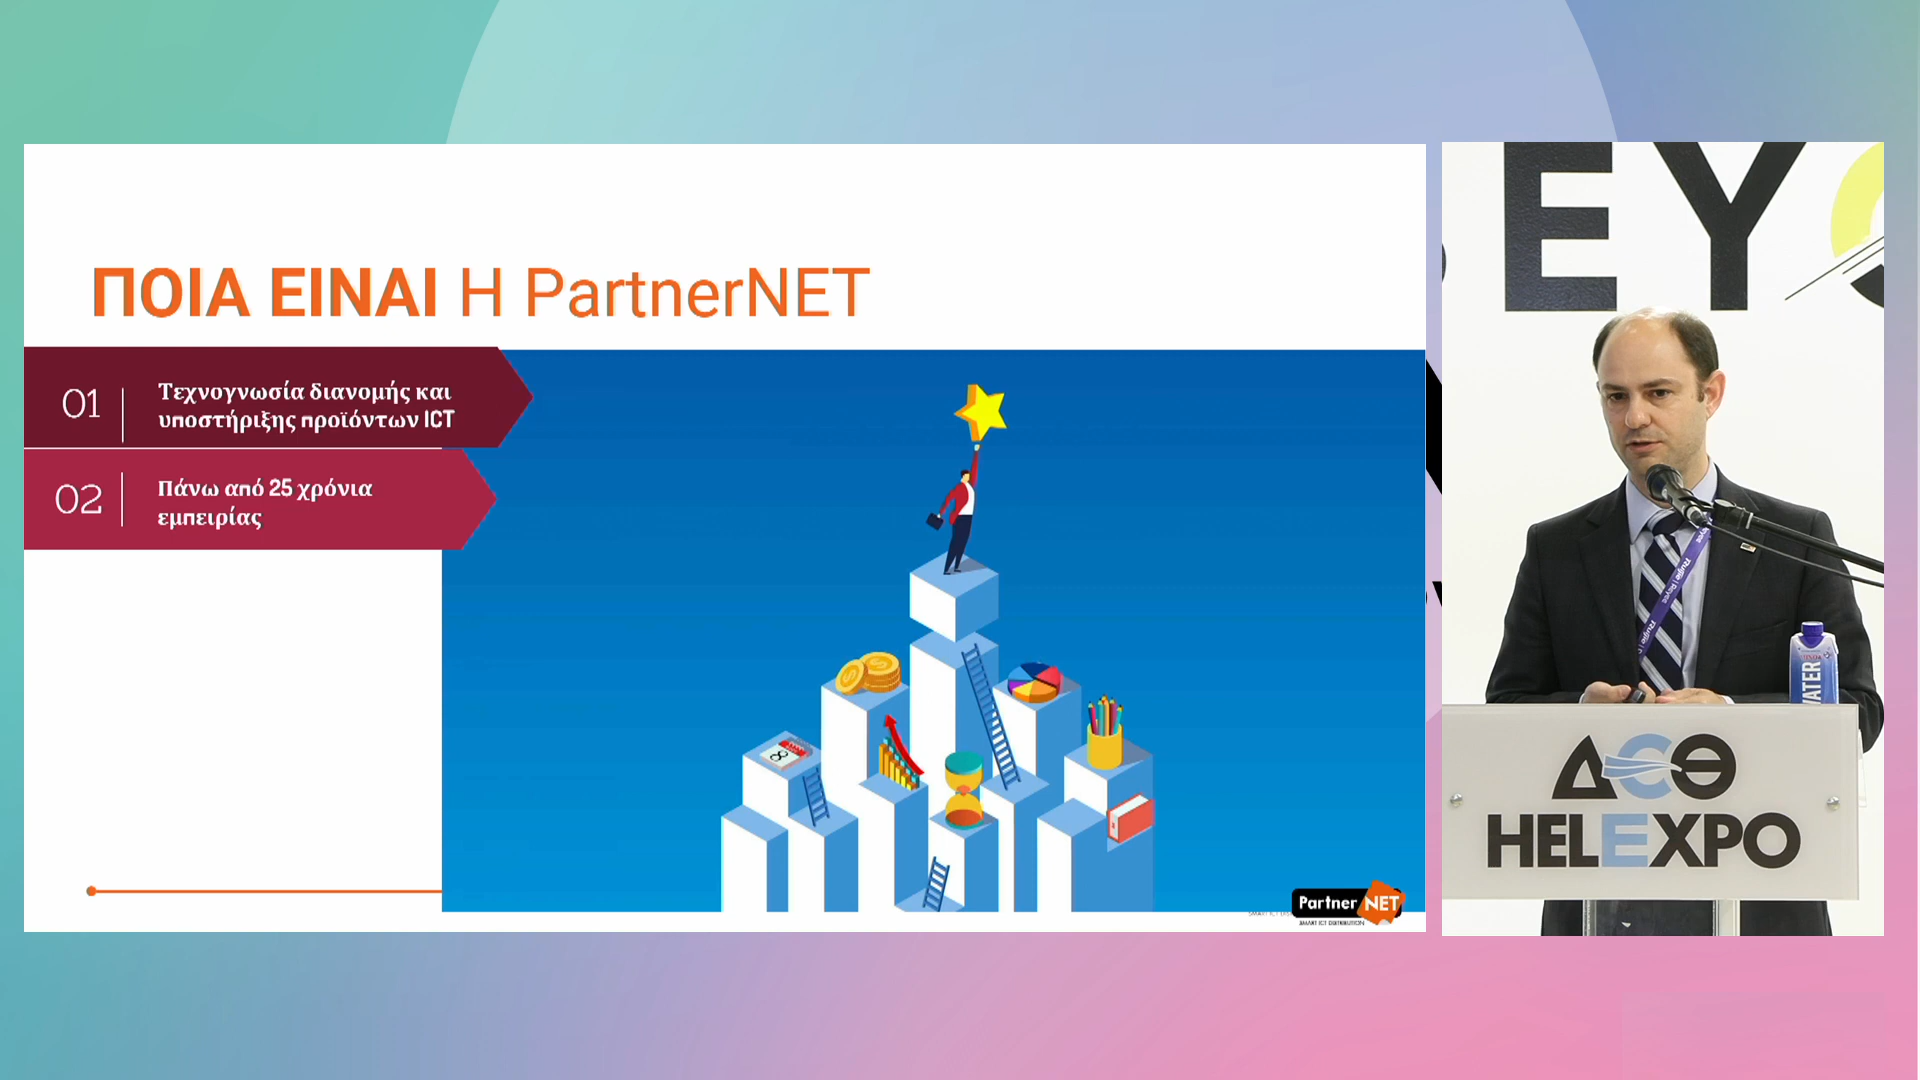 ΠΟΙΑ ΕΙΝΑΙ Η PartnerNET
01
Τεχνογνωσία διανομής και
υποστήριξης προϊόντων ICT
02
Πάνω από 25 χρόνια
εμπειρίας
8
Partner NET
SMART ICT DISTRIBUTION
EY
WATER
ΔΕΘ
HELEXPO